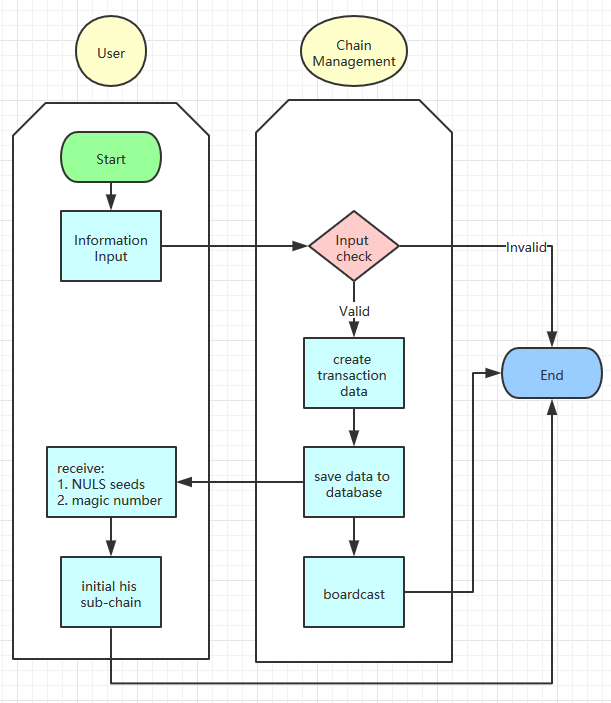 User
Chain
Management
Start
Information
Input
Input
check
Invalid
Valid
create
transaction
data
End
receive:
1. NULS seeds
2. magic number
save data to
database
initial his
sub-chain
boardcast